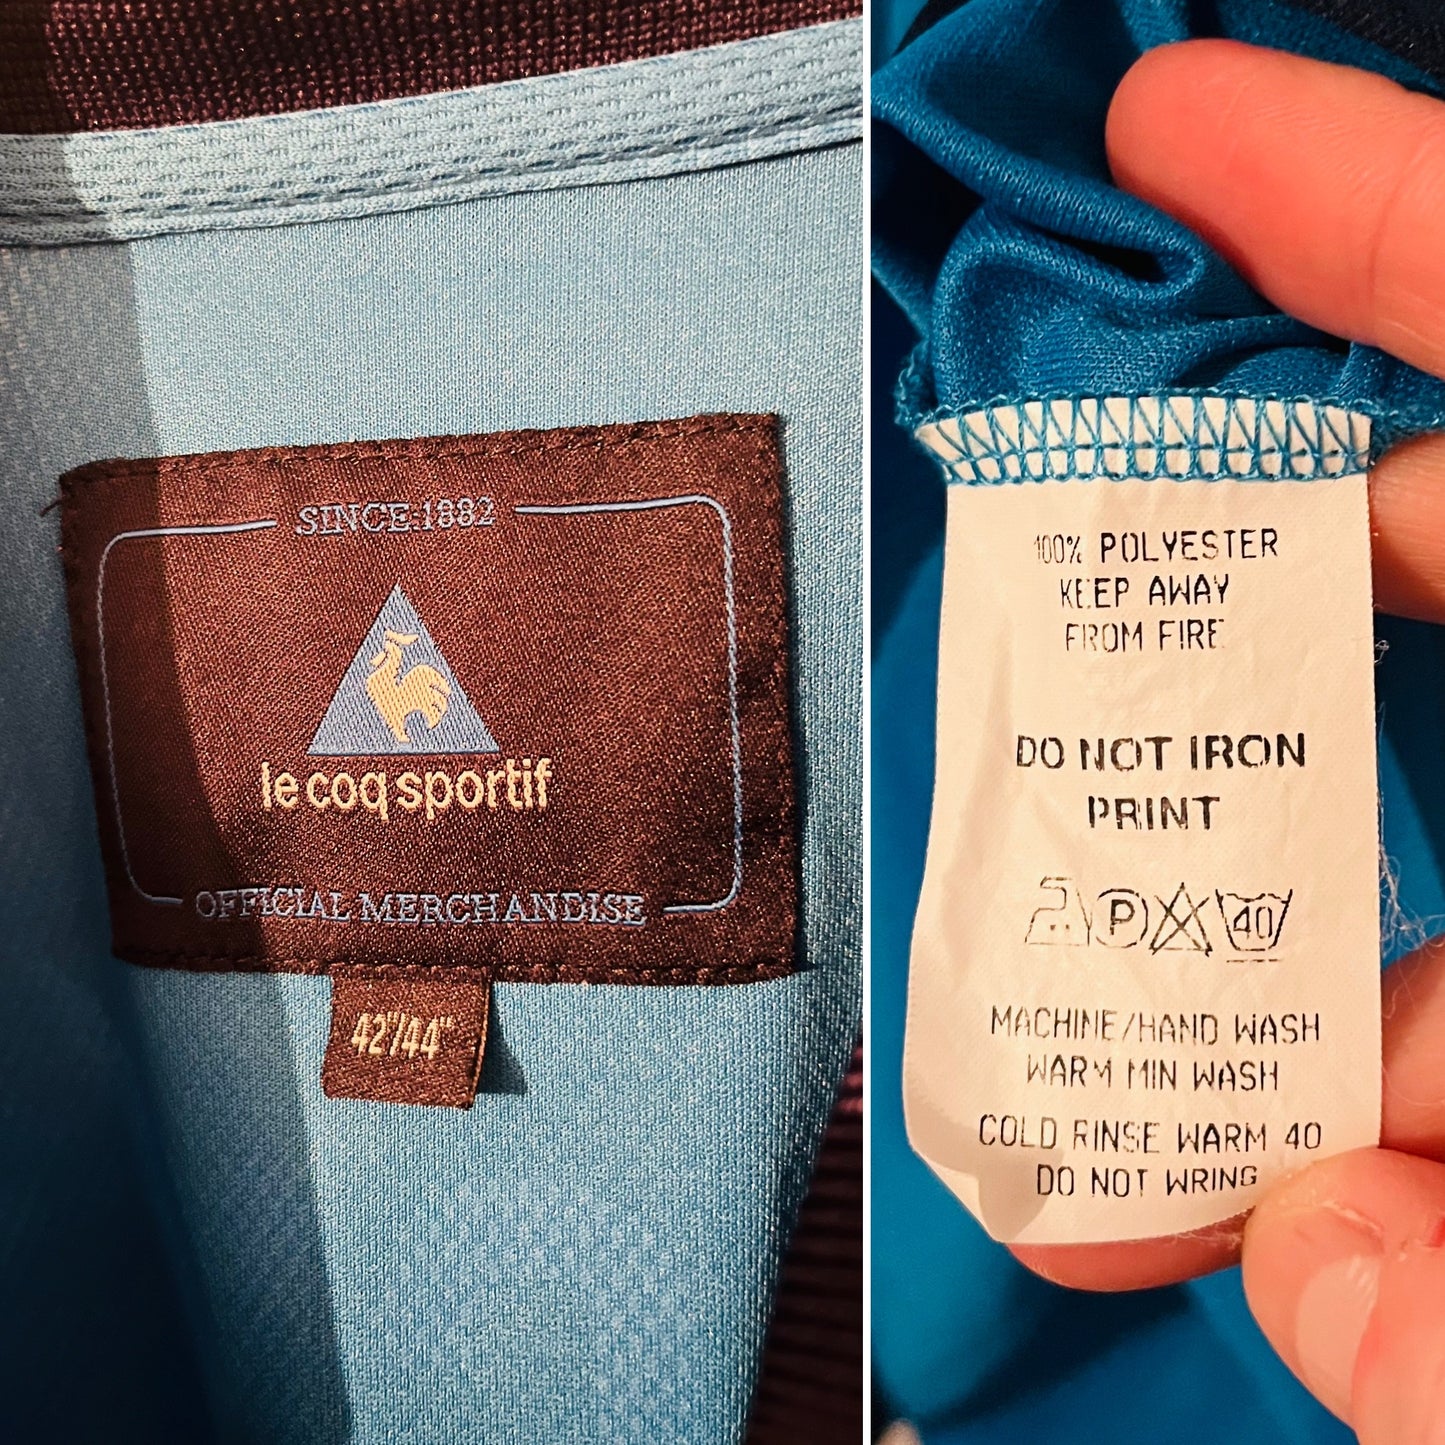 SINCE 1882
le coq sportif
OFFICIAL MERCHANDISE
42"/44"
100% POLYESTER
KEEP AWAY
FROM FIRE
DO NOT IRON
PRINT
P 40
MACHINE/HAND WASH
WARM MIN WASH
COLD RINSE WARM 40
DO NOT WRING